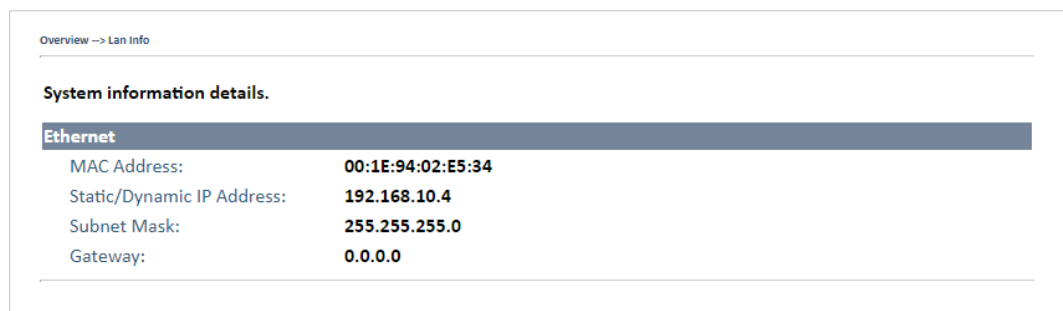 Overview --> Lan Info
System information details.
Ethernet
MAC Address: 00:1E:94:02:E5:34
Static/Dynamic IP Address: 192.168.10.4
Subnet Mask: 255.255.255.0
Gateway: 0.0.0.0